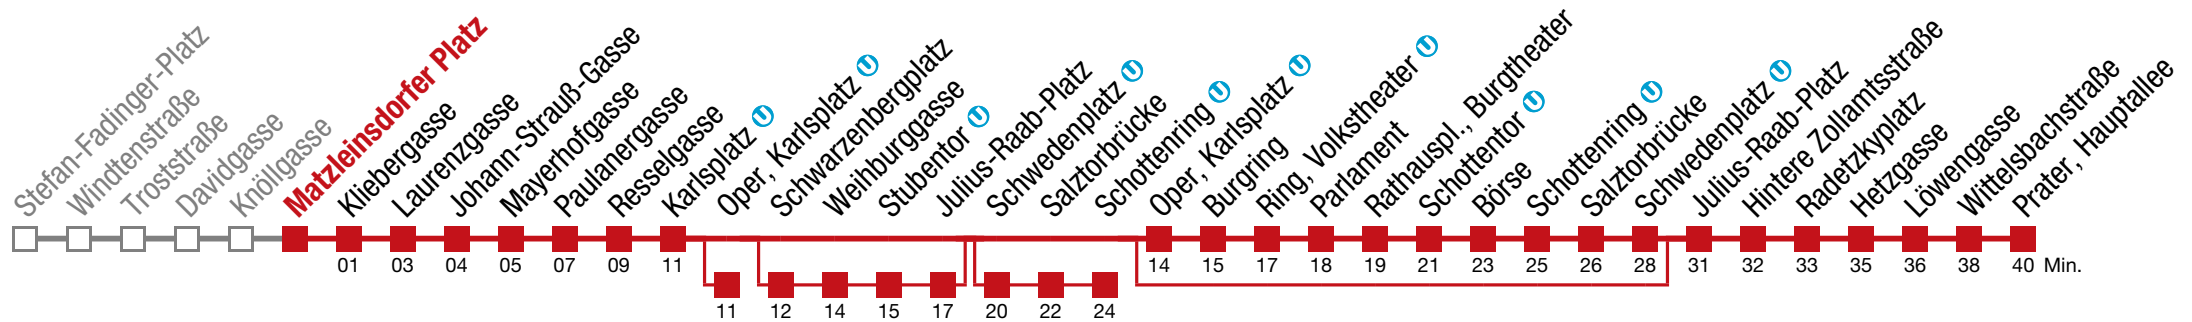 Stefan-Fadinger-Platz
Windtenstraße
Troststraße
Davidgasse
Knöllgasse
Matzleinsdorfer Platz
Kliebergasse
Laurenzgasse
Johann-Strauß-Gasse
Mayerhofgasse
Paulanergasse
Resselgasse
Karlsplatz U
Oper, Karlsplatz U
Schwarzenbergplatz
Weihburggasse
Stubentor U
Julius-Raab-Platz
Schwedenplatz U
Salztorbrücke
Schottenring U
Oper, Karlsplatz U
Burgring
Ring, Volkstheater U
Parlament
Rathauspl., Burgtheater
Schottentor U
Börse
Schottenring U
Salztorbrücke
Schwedenplatz U
Julius-Raab-Platz
Hintere Zollamtsstraße
Radetzkyplatz
Hetzgasse
Löwengasse
Wittelsbachstraße
Prater, Hauptallee
01 03 04 05 07 09 11 14 15 17 18 19 21 23 25 26 28 31 32 33 35 36 38 40 Min.
11 12 14 15 17 20 22 24